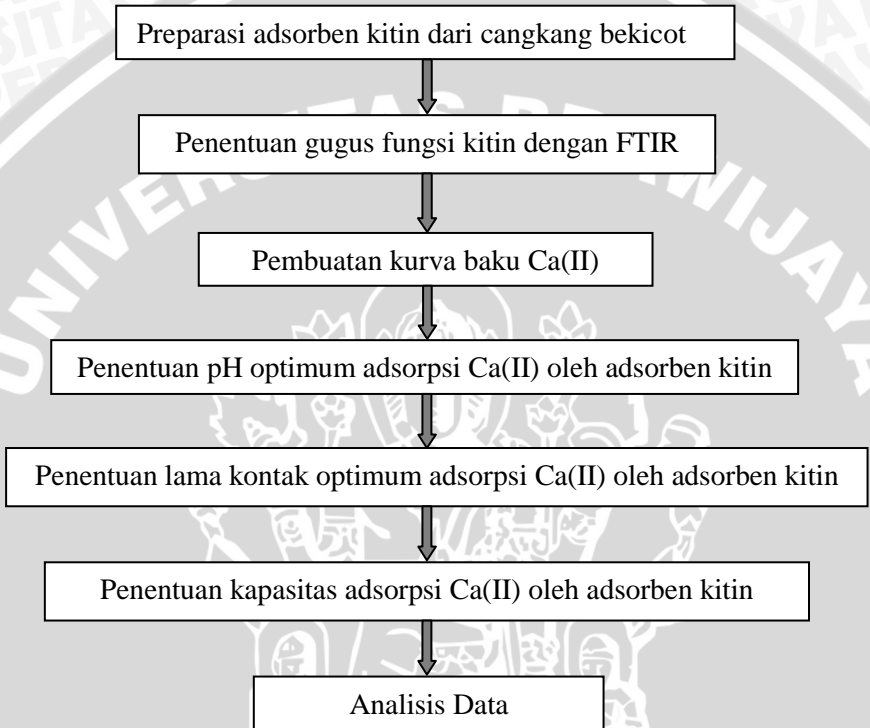 Preparasi adsorben kitin dari cangkang bekicot
Penentuan gugus fungsi kitin dengan FTIR
Pembuatan kurva baku Ca(II)
Penentuan pH optimum adsorpsi Ca(II) oleh adsorben kitin
Penentuan lama kontak optimum adsorpsi Ca(II) oleh adsorben kitin
Penentuan kapasitas adsorpsi Ca(II) oleh adsorben kitin
Analisis Data